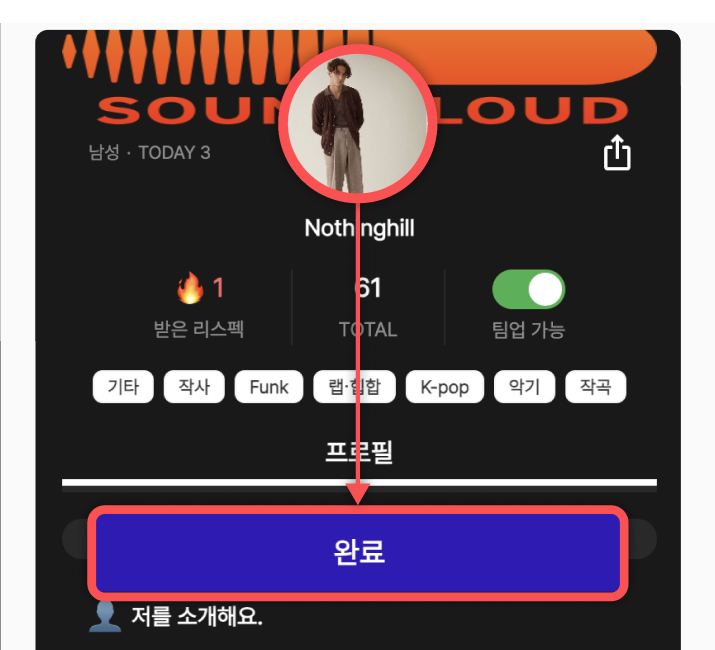 SOUN LOUD
남성 · TODAY 3
Nothinghill
1
61
받은 리스펙
TOTAL
팀업 가능
기타
작사
Funk
랩·힙합
K-pop
악기
작곡
프로필
완료
저를 소개해요.